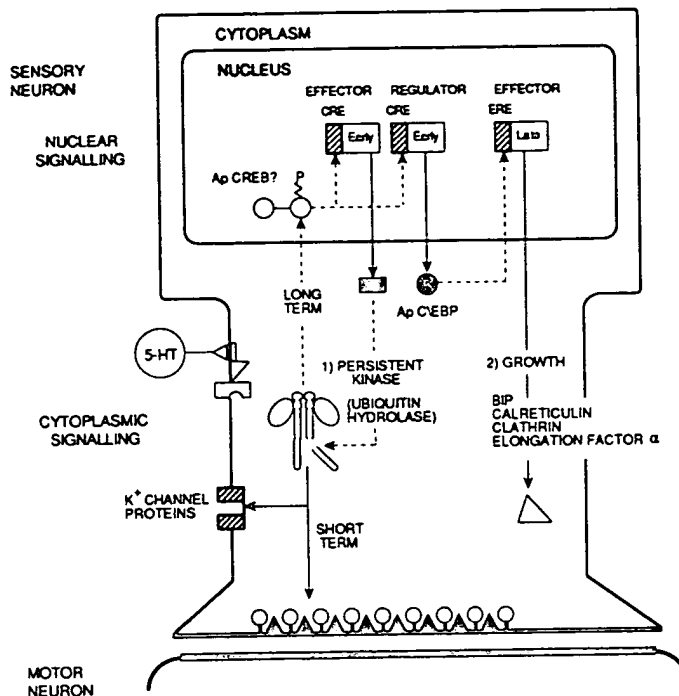 CYTOPLASM
SENSORY
NEURON
NUCLEUS
EFFECTOR REGULATOR EFFECTOR
CRE CRE ERE
Early Early Late
NUCLEAR
SIGNALLING
P
Ap CREB?
LONG
TERM
Ap C\EBP
5-HT
1) PERSISTENT
KINASE
2) GROWTH
(UBIQUITIN
HYDROLASE)
BIP
CALRETICULIN
CLATHRIN
ELONGATION FACTOR α
CYTOPLASMIC
SIGNALLING
K+ CHANNEL
PROTEINS
SHORT
TERM
MOTOR
NEURON